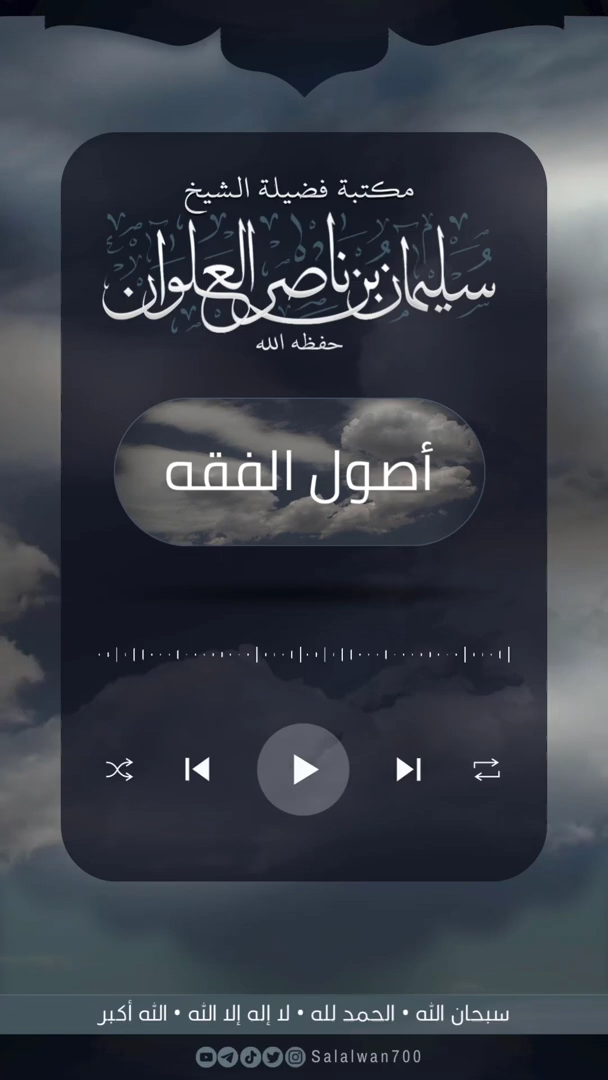 مكتبة فضيلة الشيخ
سليمان بن ناصر العلوان
حفظه الله
أصول الفقه
سبحان الله • الحمد لله • لا إله إلا الله • الله أكبر
Salalwan700